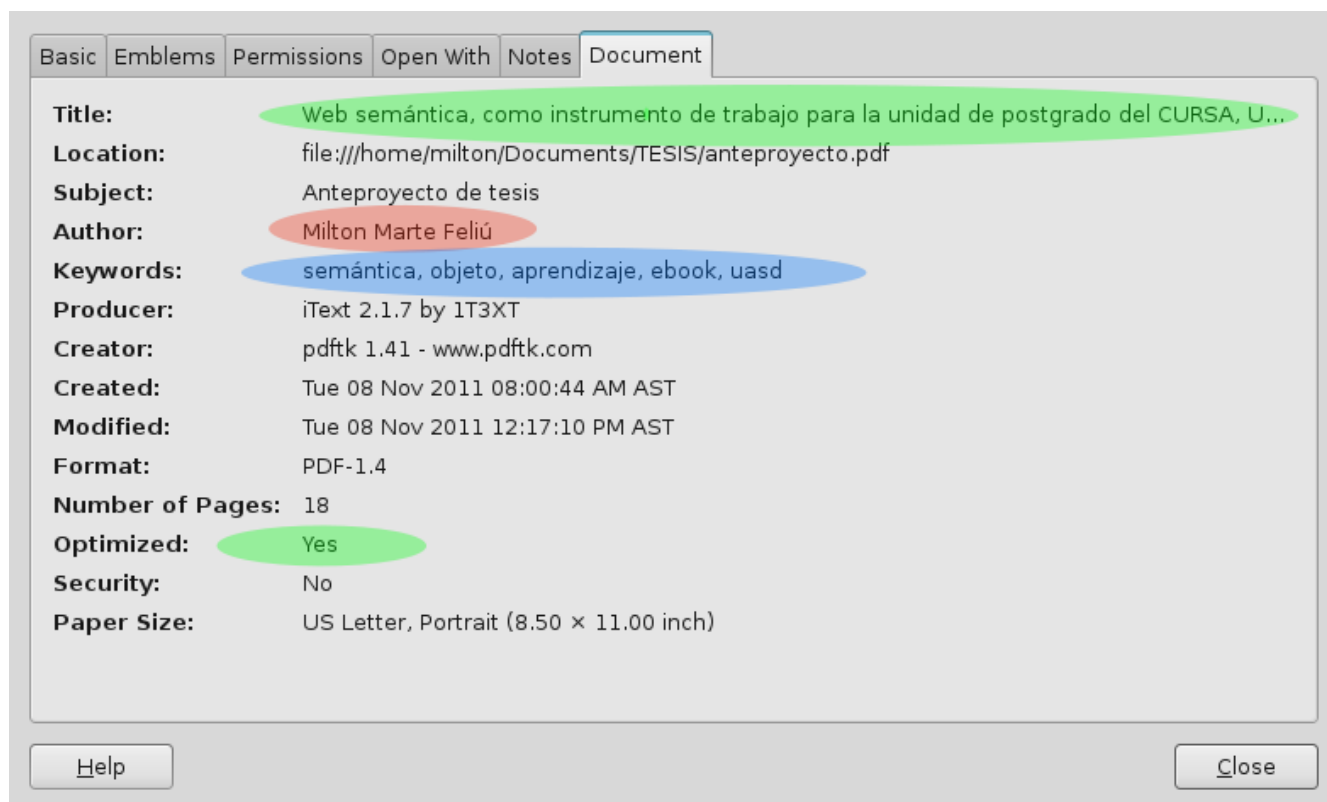 Basic Emblems Permissions Open With Notes Document
Title: Web semántica, como instrumento de trabajo para la unidad de postgrado del CURSA, U...
Location: file:///home/milton/Documents/TESIS/anteproyecto.pdf
Subject: Anteproyecto de tesis
Author: Milton Marte Feliú
Keywords: semántica, objeto, aprendizaje, ebook, uasd
Producer: iText 2.1.7 by 1T3XT
Creator: pdftk 1.41 - www.pdftk.com
Created: Tue 08 Nov 2011 08:00:44 AM AST
Modified: Tue 08 Nov 2011 12:17:10 PM AST
Format: PDF-1.4
Number of Pages: 18
Optimized: Yes
Security: No
Paper Size: US Letter, Portrait (8.50 × 11.00 inch)
Help Close